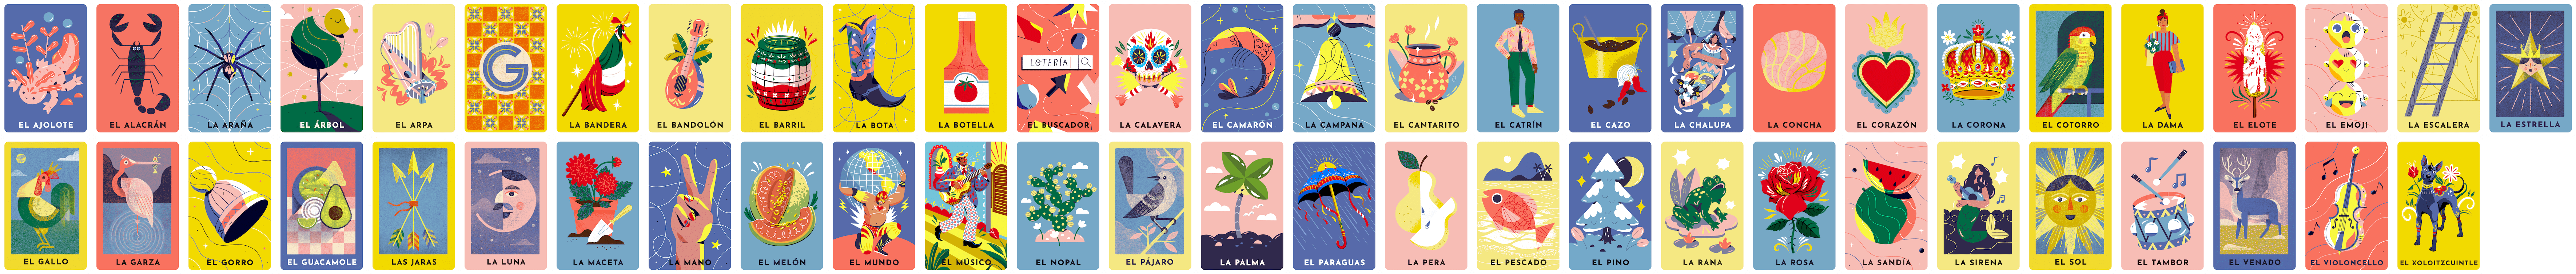 EL AJOLOTE
EL ALACRÁN
LA ARAÑA
EL ÁRBOL
EL ARPA
G
LA BANDERA
EL BANDOLÓN
EL BARRIL
LA BOTA
LA BOTELLA
LOTERÍA
EL BUSCADOR
LA CALAVERA
EL CAMARÓN
LA CAMPANA
EL CANTARITO
EL CATRÍN
EL CAZO
LA CHALUPA
LA CONCHA
EL CORAZÓN
LA CORONA
EL COTORRO
LA DAMA
EL ELOTE
EL EMOJI
LA ESCALERA
LA ESTRELLA
EL GALLO
LA GARZA
EL GORRO
EL GUACAMOLE
LAS JARAS
LA LUNA
LA MACETA
LA MANO
EL MELÓN
EL MUNDO
EL MÚSICO
EL NOPAL
EL PÁJARO
LA PALMA
EL PARAGUAS
LA PERA
EL PESCADO
EL PINO
LA RANA
LA ROSA
LA SANDÍA
LA SIRENA
EL SOL
EL TAMBOR
EL VENADO
EL VIOLONCELLO
EL XOLOITZCUINTLE